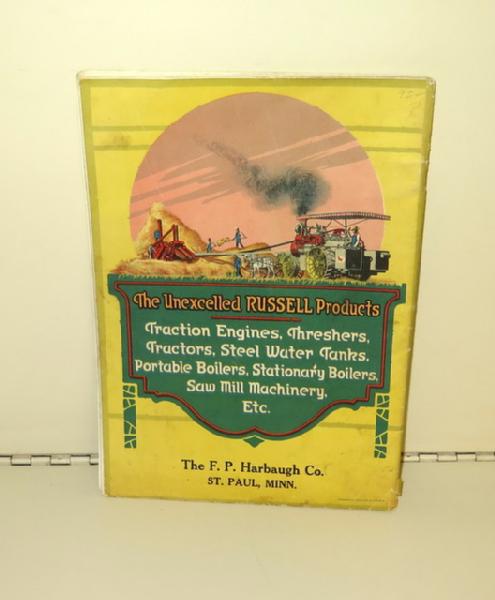 The Unexcelled RUSSELL Products
Traction Engines, Threshers,
Tractors, Steel Water Tanks.
Portable Boilers, Stationary Boilers,
Saw Mill Machinery,
Etc.
The F. P. Harbaugh Co.
ST. PAUL, MINN.